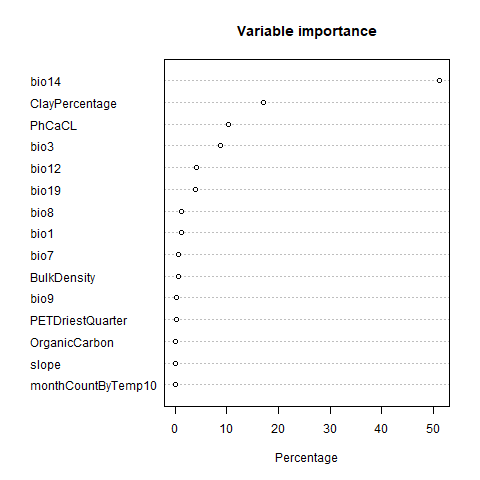 Variable importance
bio14
ClayPercentage
PhCaCL
bio3
bio12
bio19
bio8
bio1
bio7
BulkDensity
bio9
PETDriestQuarter
OrganicCarbon
slope
monthCountByTemp10
0 10 20 30 40 50
Percentage